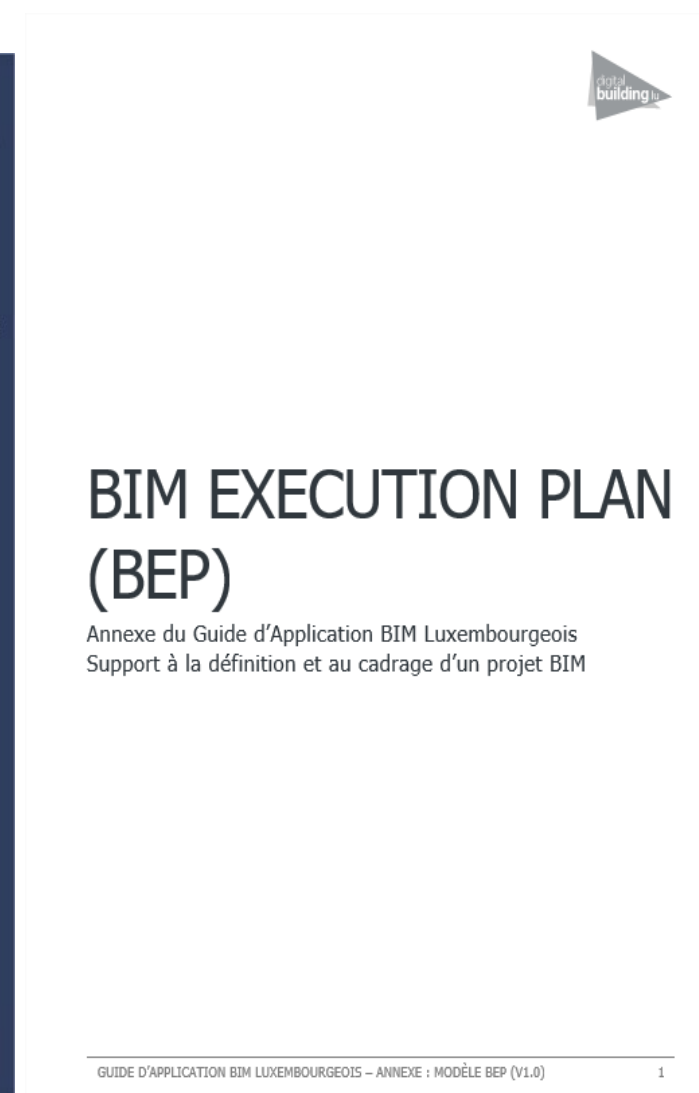 digital
building lu
BIM EXECUTION PLAN
(BEP)
Annexe du Guide d’Application BIM Luxembourgeois
Support à la définition et au cadrage d’un projet BIM
GUIDE D’APPLICATION BIM LUXEMBOURGEOIS – ANNEXE : MODÈLE BEP (V1.0) 1